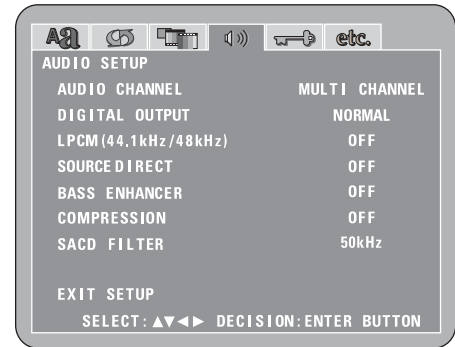 Aa etc.
AUDIO SETUP
AUDIO CHANNEL MULTI CHANNEL
DIGITAL OUTPUT NORMAL
LPCM (44.1kHz/48kHz) OFF
SOURCE DIRECT OFF
BASS ENHANCER OFF
COMPRESSION OFF
SACD FILTER 50kHz
EXIT SETUP
SELECT: ▲▼◄► DECISION: ENTER BUTTON